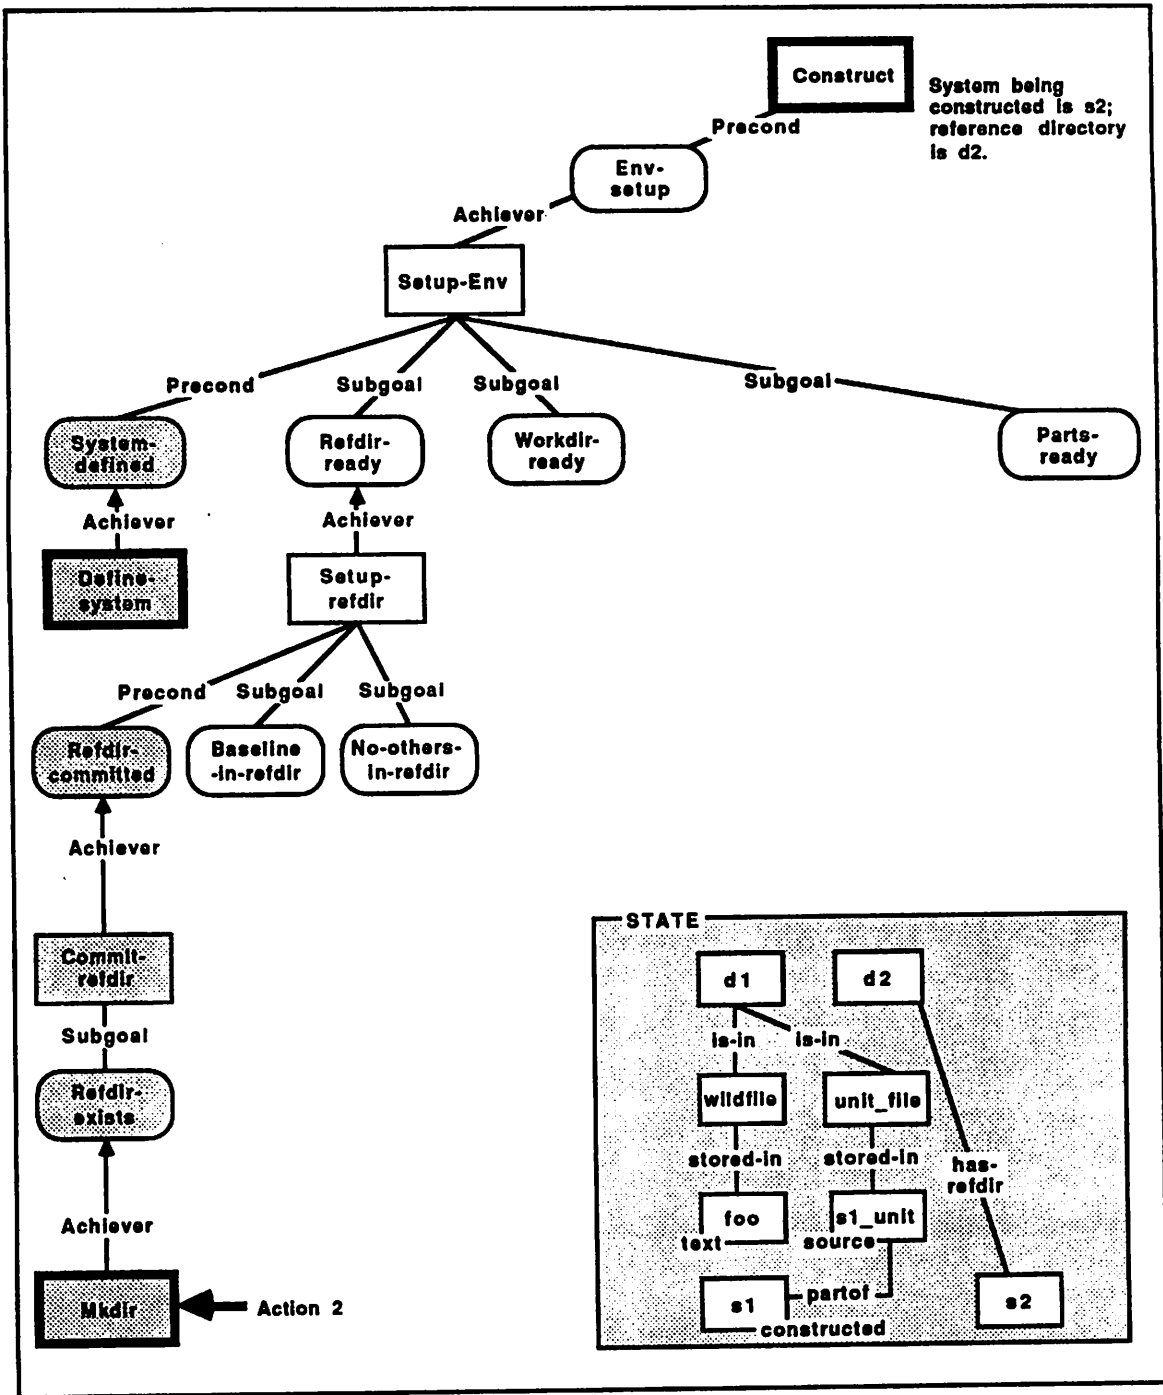 Construct
System being
constructed is s2;
reference directory
is d2.
Precond
Env-
setup
Achiever
Setup-Env
Precond
Subgoal
Subgoal
Subgoal
System-
defined
Refdir-
ready
Workdir-
ready
Parts-
ready
Achiever
Achiever
Define-
system
Setup-
refdir
Precond
Subgoal
Subgoal
Refdir-
committed
Baseline
-in-refdir
No-others-
in-refdir
Achiever
Commit-
refdir
Subgoal
Refdir-
exists
Achiever
Mkdir
Action 2
STATE
d1
d2
is-in
is-in
wildfile
unit_file
stored-in
stored-in
has-
refdir
foo
text
s1_unit
source
s1
partof
constructed
s2